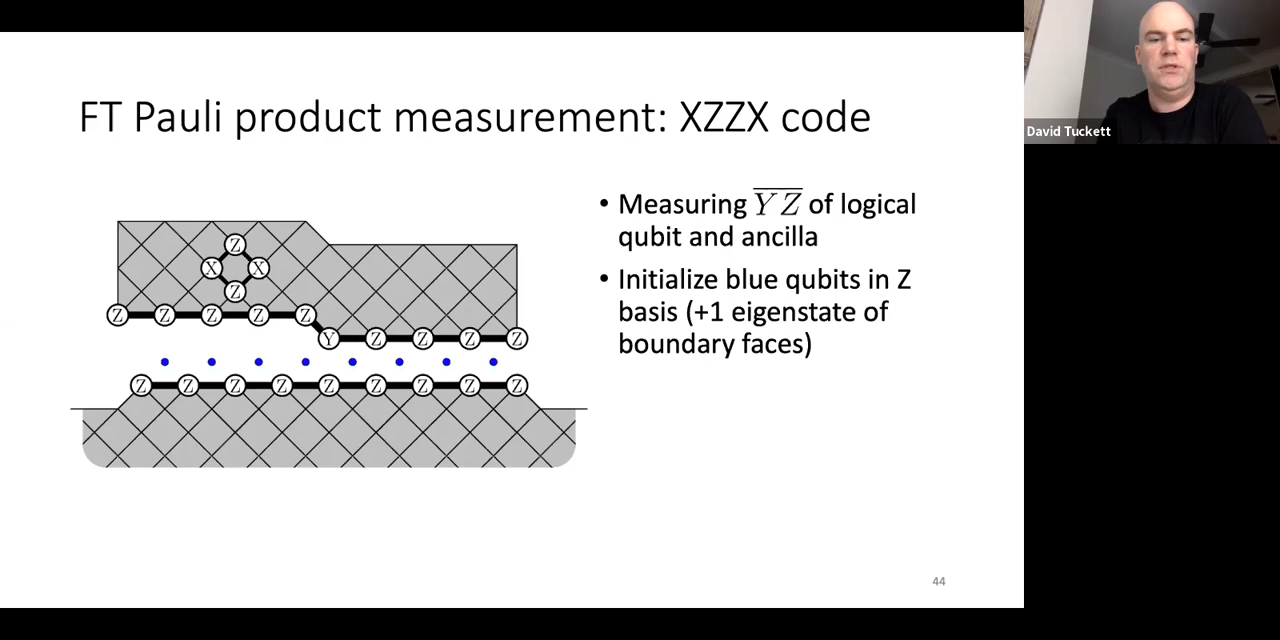 FT Pauli product measurement: XZZX code
David Tuckett
• Measuring Y̅ Z̅ of logical
qubit and ancilla
• Initialize blue qubits in Z
basis (+1 eigenstate of
boundary faces)
Z
X X
Z
Z Z Z Z Z
Y Z Z Z Z
Z Z Z Z Z Z Z Z Z
44